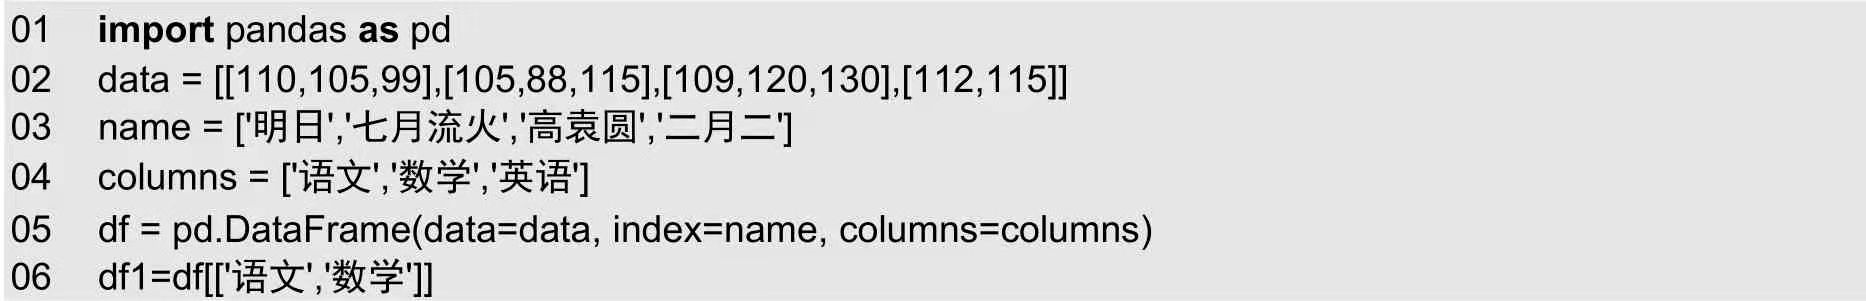 01 import pandas as pd
02 data = [[110,105,99],[105,88,115],[109,120,130],[112,115]]
03 name = ['明日','七月流火','高袁圆','二月二']
04 columns = ['语文','数学','英语']
05 df = pd.DataFrame(data=data, index=name, columns=columns)
06 df1=df[['语文','数学']]